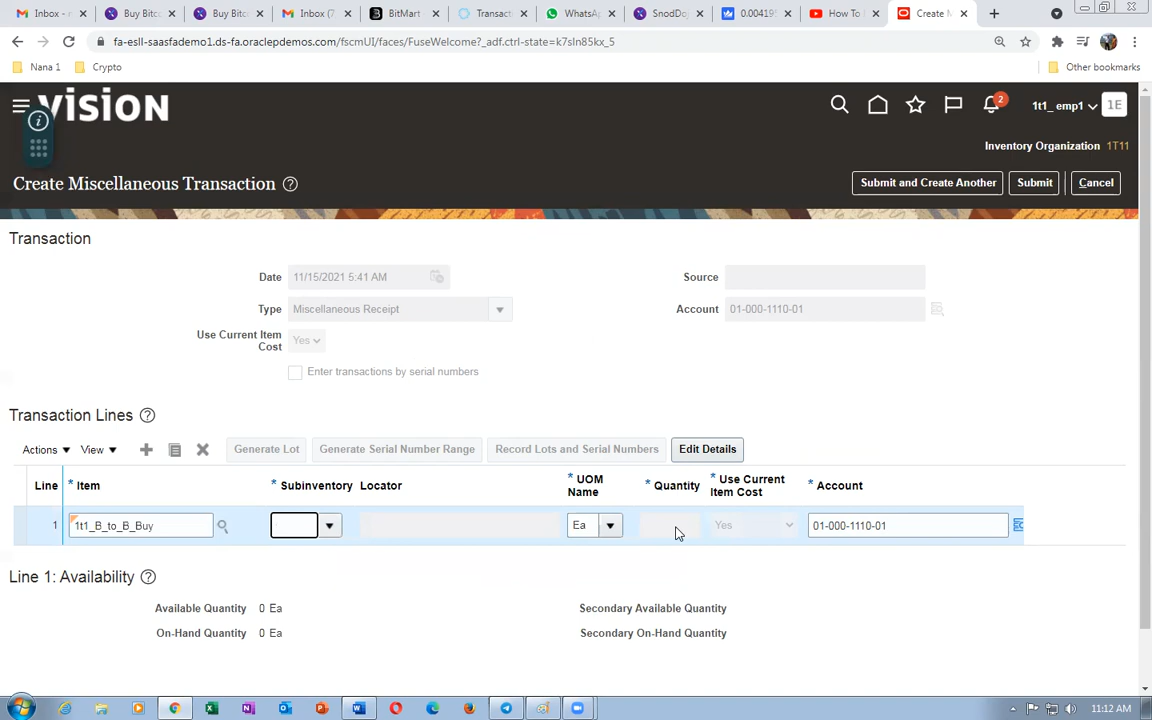 Inbox - n
Buy Bitc
Buy Bitc
Inbox (7
BitMart
Transact
WhatsA
SnodDo
0.00419
How To
Create M
fa-esll-saasfademo1.ds-fa.oraclepdemos.com/fscmUI/faces/FuseWelcome?_adf.ctrl-state=k7sln85kx_5
Nana 1 Crypto Other bookmarks
vision
2
1t1_ emp1 1E
Inventory Organization 1T11
Create Miscellaneous Transaction Submit and Create Another Submit Cancel
Transaction
Date 11/15/2021 5:41 AM Source
Type Miscellaneous Receipt Account 01-000-1110-01
Use Current Item
Cost Yes
Enter transactions by serial numbers
Transaction Lines
Actions View Generate Lot Generate Serial Number Range Record Lots and Serial Numbers Edit Details
Line * Item * Subinventory Locator * UOM Name * Quantity * Use Current Item Cost * Account
1 1t1_B_to_B_Buy Ea Yes 01-000-1110-01
Line 1: Availability
Available Quantity 0 Ea Secondary Available Quantity
On-Hand Quantity 0 Ea Secondary On-Hand Quantity
11:12 AM